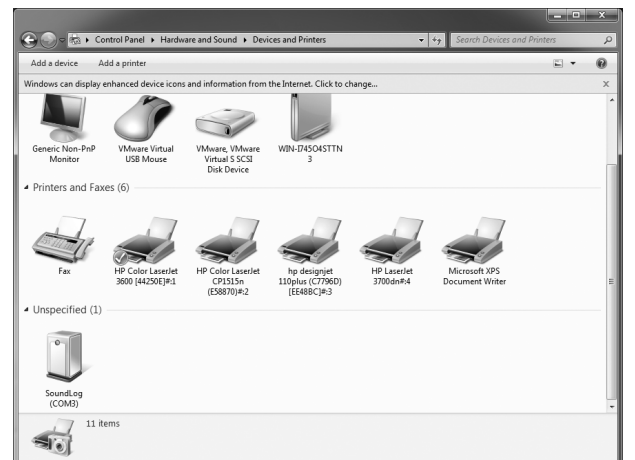 Control Panel ▸ Hardware and Sound ▸ Devices and Printers
Search Devices and Printers
Add a device
Add a printer
Windows can display enhanced device icons and information from the Internet. Click to change...
x
Generic Non-PnP
Monitor
VMware Virtual
USB Mouse
VMware, VMware
Virtual S SCSI
Disk Device
WIN-I745O4STTN
3
Printers and Faxes (6)
Fax
HP Color LaserJet
3600 [44250E]#:1
HP Color LaserJet
CP1515n
(E58870)#:2
hp designjet
110plus (C7796D)
[EE48BC]#:3
HP LaserJet
3700dn#:4
Microsoft XPS
Document Writer
Unspecified (1)
SoundLog
(COM3)
11 items